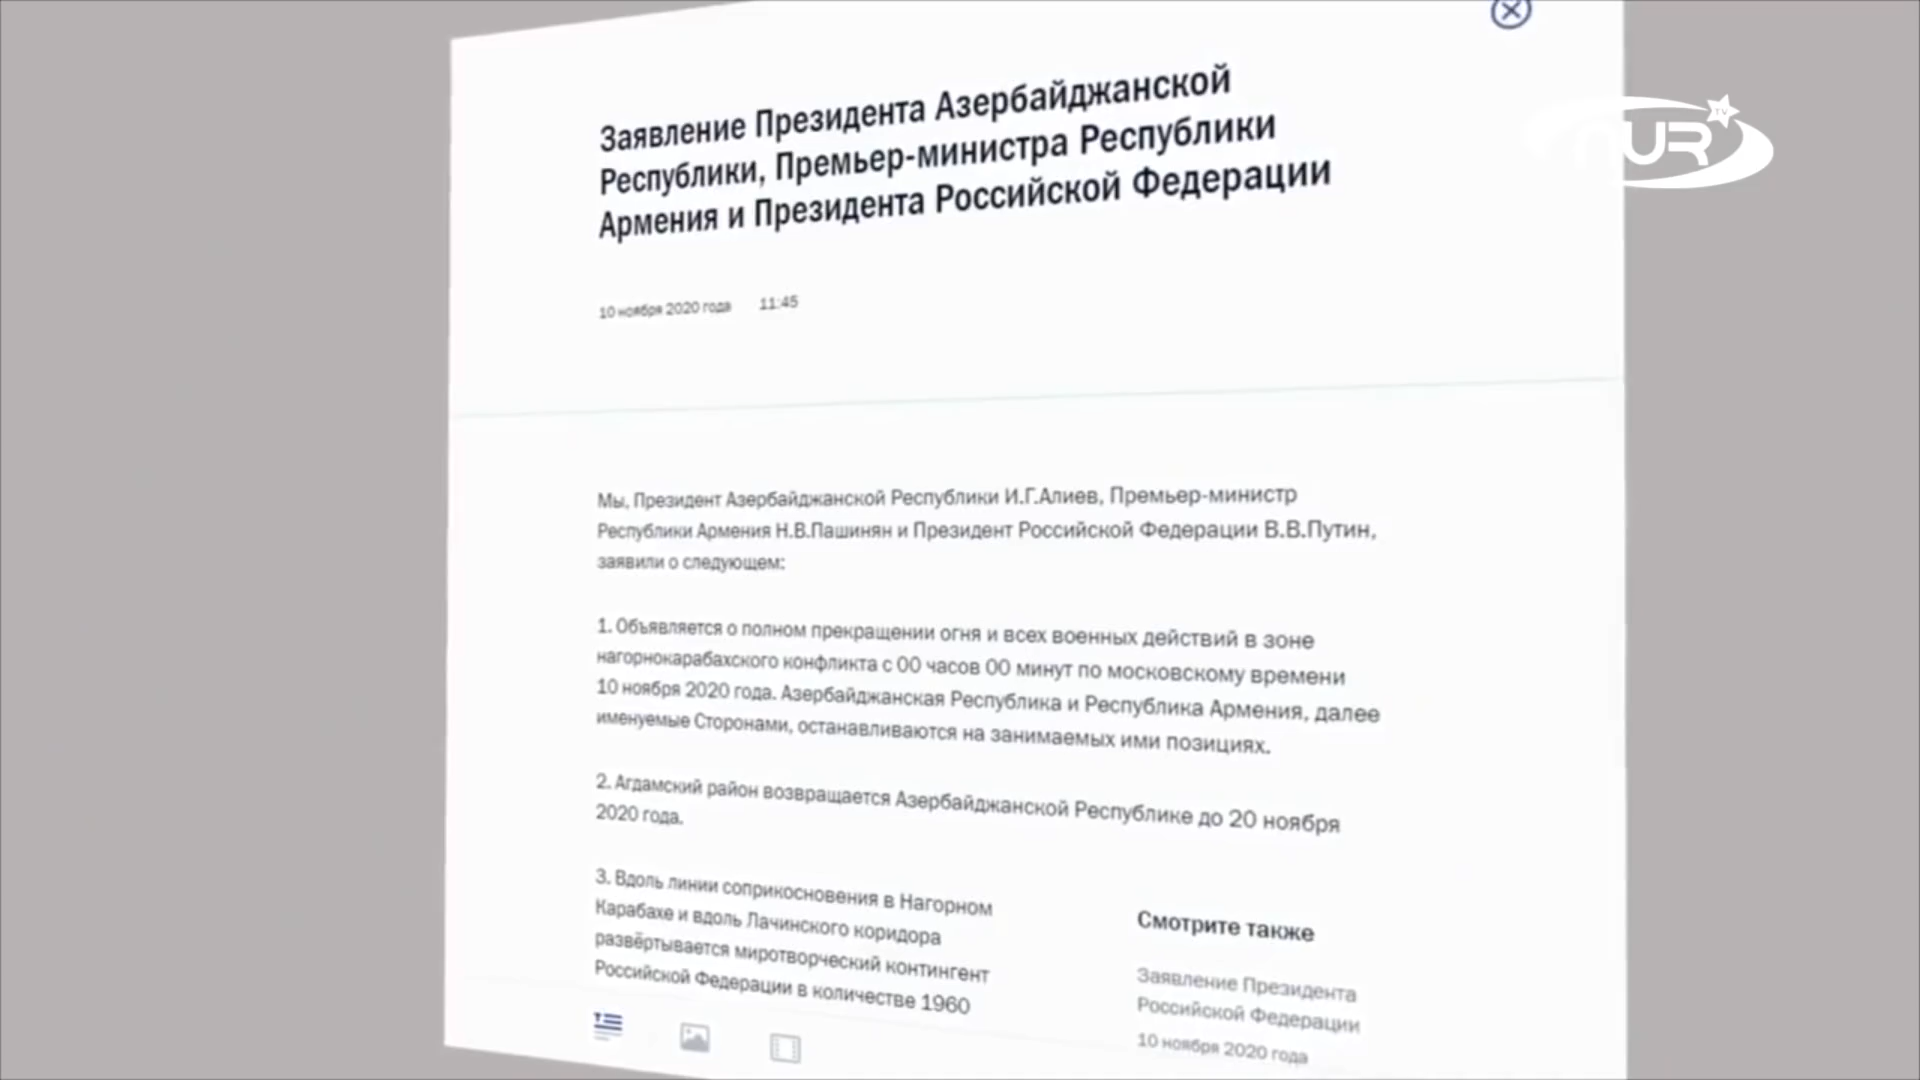 Заявление Президента Азербайджанской
Республики, Премьер-министра Республики
Армения и Президента Российской Федерации
NUR TV
10 ноября 2020 года 11:45
Мы, Президент Азербайджанской Республики И.Г.Алиев, Премьер-министр
Республики Армения Н.В.Пашинян и Президент Российской Федерации В.В.Путин,
заявили о следующем:
1. Объявляется о полном прекращении огня и всех военных действий в зоне
нагорнокарабахского конфликта с 00 часов 00 минут по московскому времени
10 ноября 2020 года. Азербайджанская Республика и Республика Армения, далее
именуемые Сторонами, останавливаются на занимаемых ими позициях.
2. Агдамский район возвращается Азербайджанской Республике до 20 ноября
2020 года.
3. Вдоль линии соприкосновения в Нагорном
Карабахе и вдоль Лачинского коридора
развёртывается миротворческий контингент
Российской Федерации в количестве 1960
Смотрите также
Заявление Президента
Российской Федерации
10 ноября 2020 года